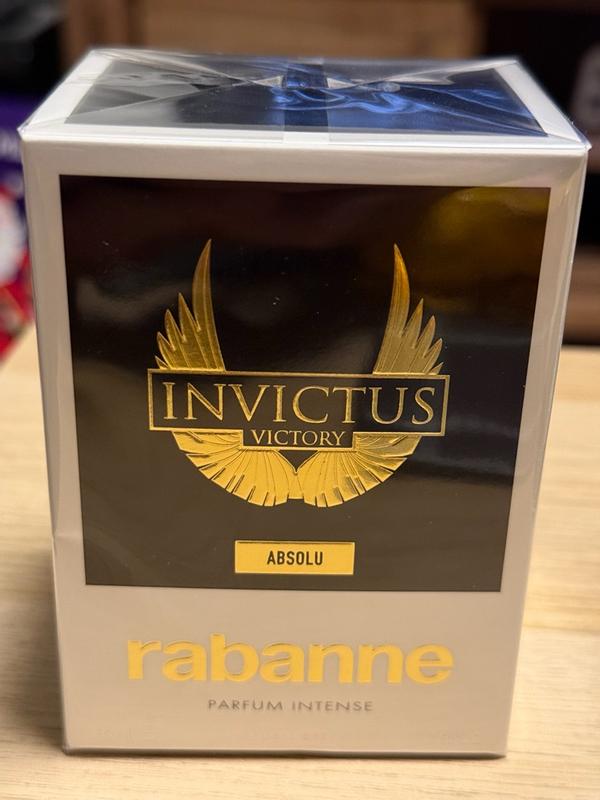 INVICTUS
VICTORY
ABSOLU
rabanne
PARFUM INTENSE